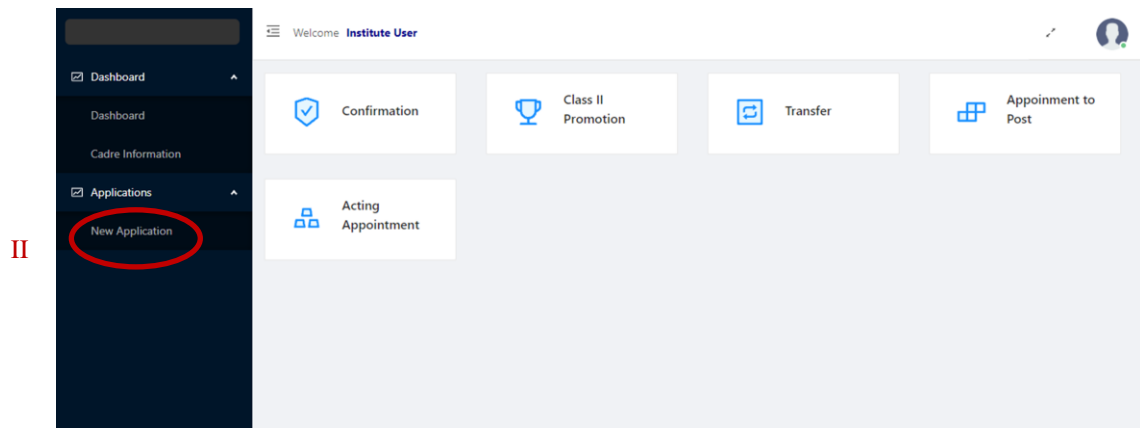 Welcome Institute User
Dashboard
Dashboard
Cadre Information
Applications
New Application
II
Confirmation
Class II
Promotion
Transfer
Appoinment to
Post
Acting
Appointment